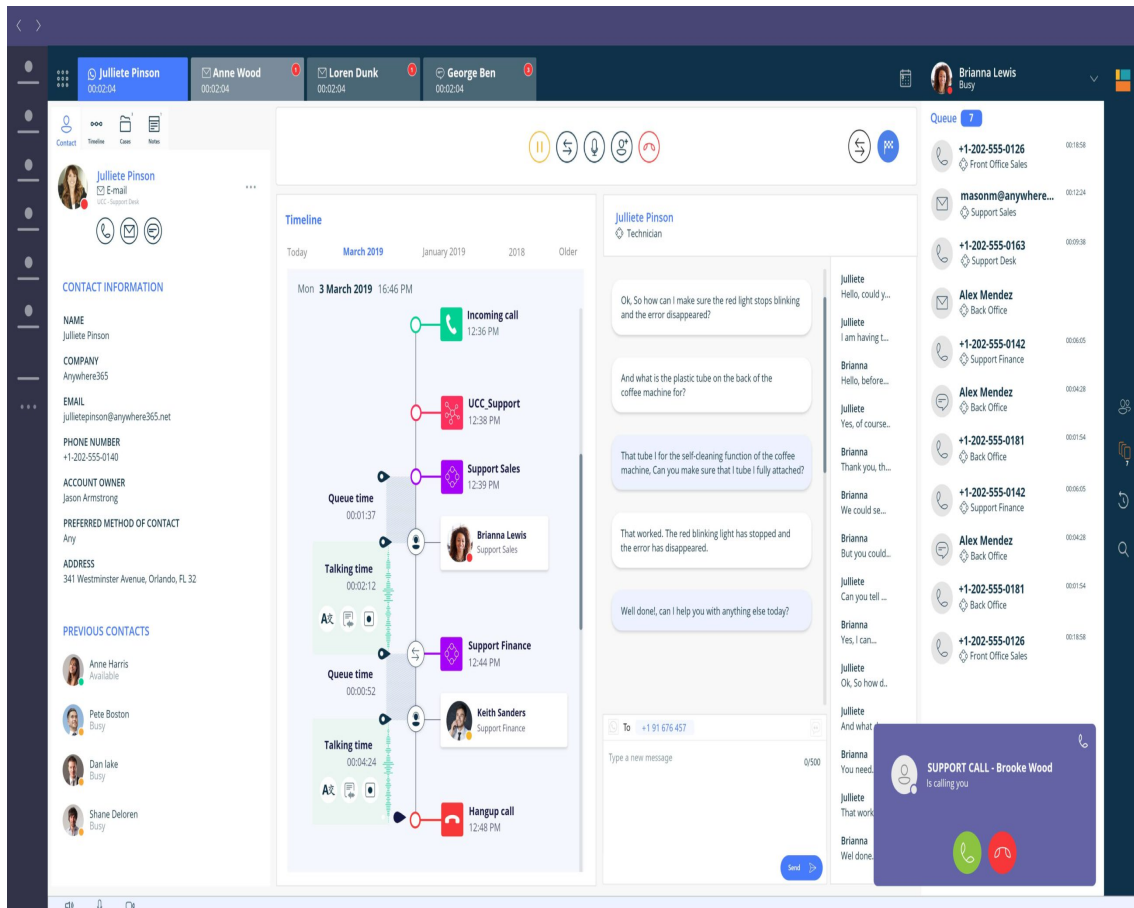 Julliete Pinson
00:02:04
Anne Wood
1
00:02:04
Loren Dunk
1
00:02:04
George Ben
3
00:02:04
Brianna Lewis
Busy
Contact
Timeline
Cases
Notes
Julliete Pinson
E-mail
UCC - Support Desk
CONTACT INFORMATION
NAME
Julliete Pinson
COMPANY
Anywhere365
EMAIL
jullietepinson@anywhere365.net
PHONE NUMBER
+1-202-555-0140
ACCOUNT OWNER
Jason Armstrong
PREFERRED METHOD OF CONTACT
Any
ADDRESS
341 Westminster Avenue, Orlando, FL 32
PREVIOUS CONTACTS
Anne Harris
Available
Pete Boston
Busy
Dan lake
Busy
Shane Deloren
Busy
Timeline
Today March 2019 January 2019 2018 Older
Mon 3 March 2019 16:46 PM
Incoming call
12:36 PM
UCC_Support
12:38 PM
Support Sales
12:39 PM
Queue time
00:01:37
Brianna Lewis
Support Sales
Talking time
00:02:12
Support Finance
12:44 PM
Queue time
00:00:52
Keith Sanders
Support Finance
Talking time
00:04:24
Hangup call
12:48 PM
Julliete Pinson
Technician
Ok, So how can I make sure the red light stops blinking
and the error disappeared?
And what is the plastic tube on the back of the
coffee machine for?
That tube I for the self-cleaning function of the coffee
machine, Can you make sure that I tube I fully attached?
That worked. The red blinking light has stopped and
the error has disappeared.
Well done!, can I help you with anything else today?
To +1 91 676 457
Type a new message
0/500
Send
Julliete
Hello, could y...
Julliete
I am having t...
Brianna
Hello, before...
Julliete
Yes, of course..
Brianna
Thank you, th...
Brianna
We could se...
Brianna
But you could..
Julliete
Can you tell ...
Brianna
Yes, I can...
Julliete
Ok, So how d..
Julliete
And what
Brianna
You need.
Julliete
That work
Brianna
Wel done.
Queue 7
+1-202-555-0126 00:18:58
Front Office Sales
masonm@anywhere... 00:12:24
Support Sales
+1-202-555-0163 00:09:38
Support Desk
Alex Mendez
Back Office
+1-202-555-0142 00:06:05
Support Finance
Alex Mendez 00:04:28
Back Office
+1-202-555-0181 00:01:54
Back Office
+1-202-555-0142 00:06:05
Support Finance
Alex Mendez 00:04:28
Back Office
+1-202-555-0181 00:01:54
Back Office
+1-202-555-0126 00:18:58
Front Office Sales
SUPPORT CALL - Brooke Wood
Is calling you
7